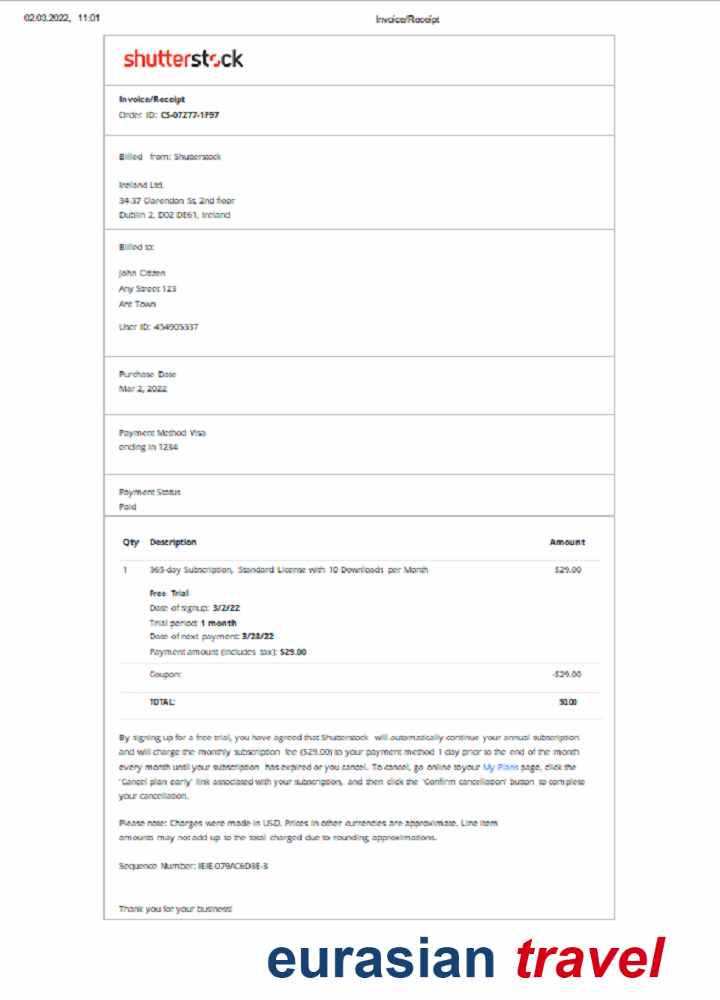 02.03.2022, 11:01
Invoice/Receipt
shutterstock
Invoice/Receipt
Order ID: CS-07277-1F97
Billed from: Shutterstock
Ireland Ltd.
34-37 Clarendon St, 2nd floor
Dublin 2, D02 DE61, Ireland
Billed to:
John Citizen
Any Street 123
Ant Town
User ID: 454905337
Purchase Date
Mar 2, 2022
Payment Method Visa
ending in 1234
Payment Status
Paid
Qty Description Amount
1 365-day Subscription, Standard License with 10 Downloads per Month $29.00
Free Trial
Date of signup: 3/2/22
Trial period: 1 month
Date of next payment: 3/28/22
Payment amount (includes tax): $29.00
Coupon: -$29.00
TOTAL: $0.00
By signing up for a free trial, you have agreed that Shutterstock will automatically continue your annual subscription
and will charge the monthly subscription fee ($29.00) to your payment method 1 day prior to the end of the month
every month until your subscription has expired or you cancel. To cancel, go online to your My Plans page, click the
'Cancel plan early' link associated with your subscription, and then click the 'Confirm cancellation' button to complete
your cancellation.
Please note: Charges were made in USD. Prices in other currencies are approximate. Line item
amounts may not add up to the total charged due to rounding approximations.
Sequence Number: IEIE-079AC6D3E-3
Thank you for your business!
eurasian travel